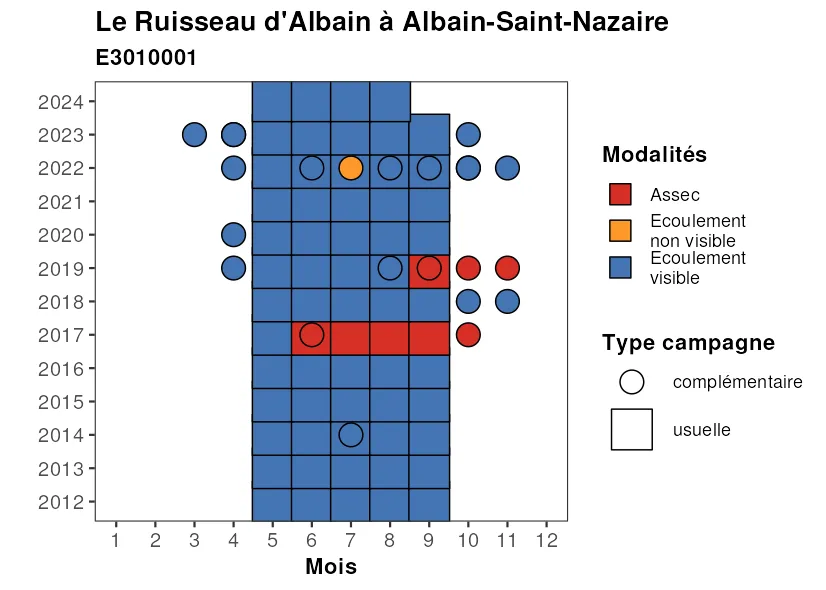 Le Ruisseau d'Albain à Albain-Saint-Nazaire
E3010001
2024
2023
2022
2021
2020
2019
2018
2017
2016
2015
2014
2013
2012
1 2 3 4 5 6 7 8 9 10 11 12
Mois
Modalités
Assec
Ecoulement
non visible
Ecoulement
visible
Type campagne
complémentaire
usuelle